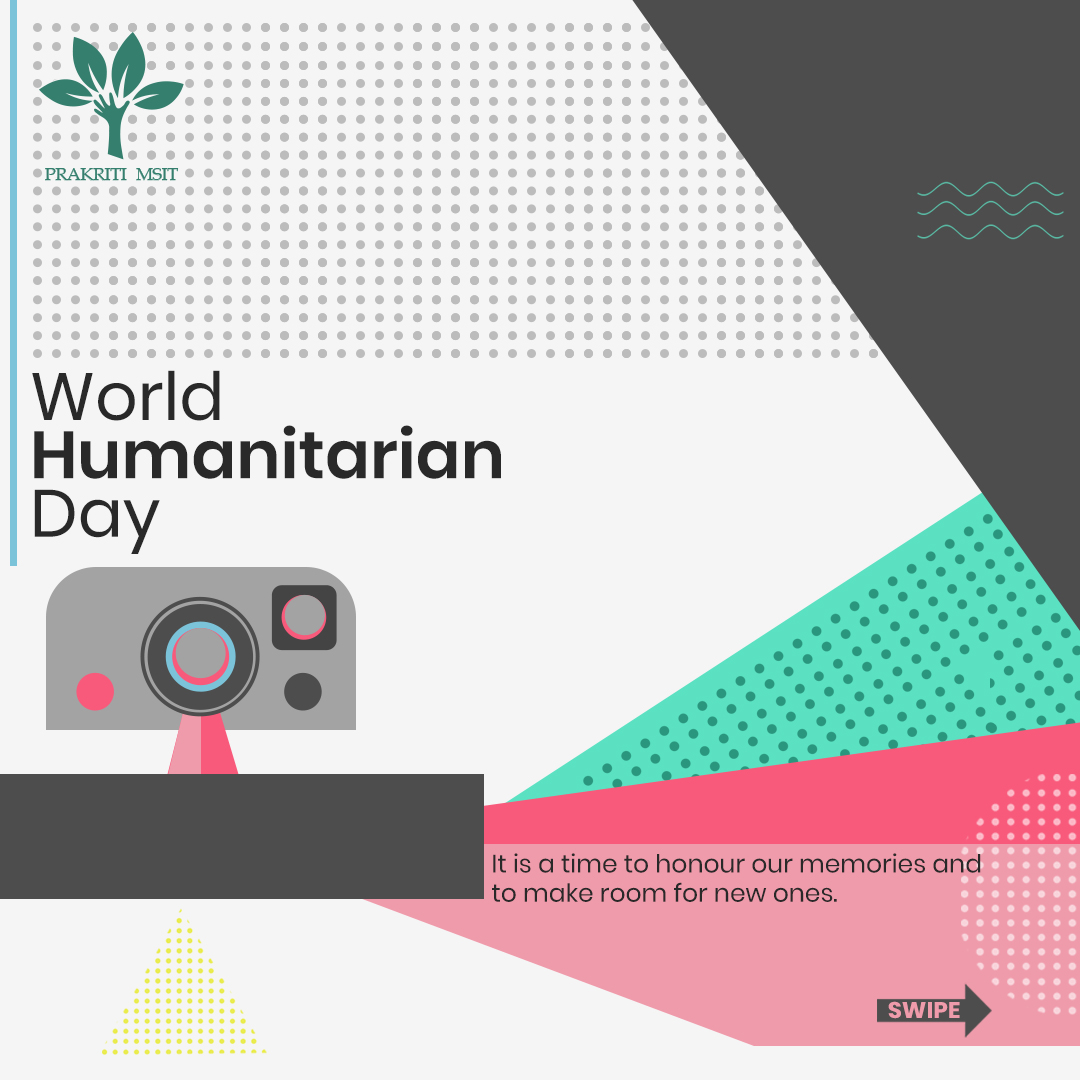 PRAKRITI MSIT
World
Humanitarian
Day
It is a time to honour our memories and
to make room for new ones.
SWIPE